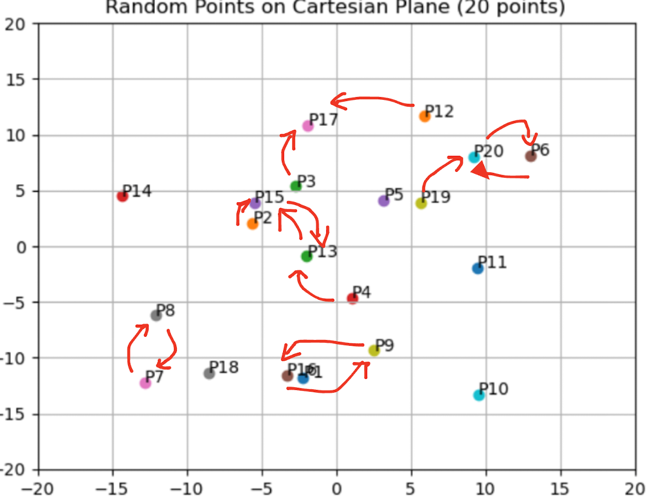 Random Points on Cartesian Plane (20 points)
20
15
P12
P17
10
P20 P6
P3
5
P14 P15 P5 P19
P2
0
P13
P11
P4
−5
P8
P9
−10
P18 P16 P1
P7
P10
−15
−20
−20 −15 −10 −5 0 5 10 15 20